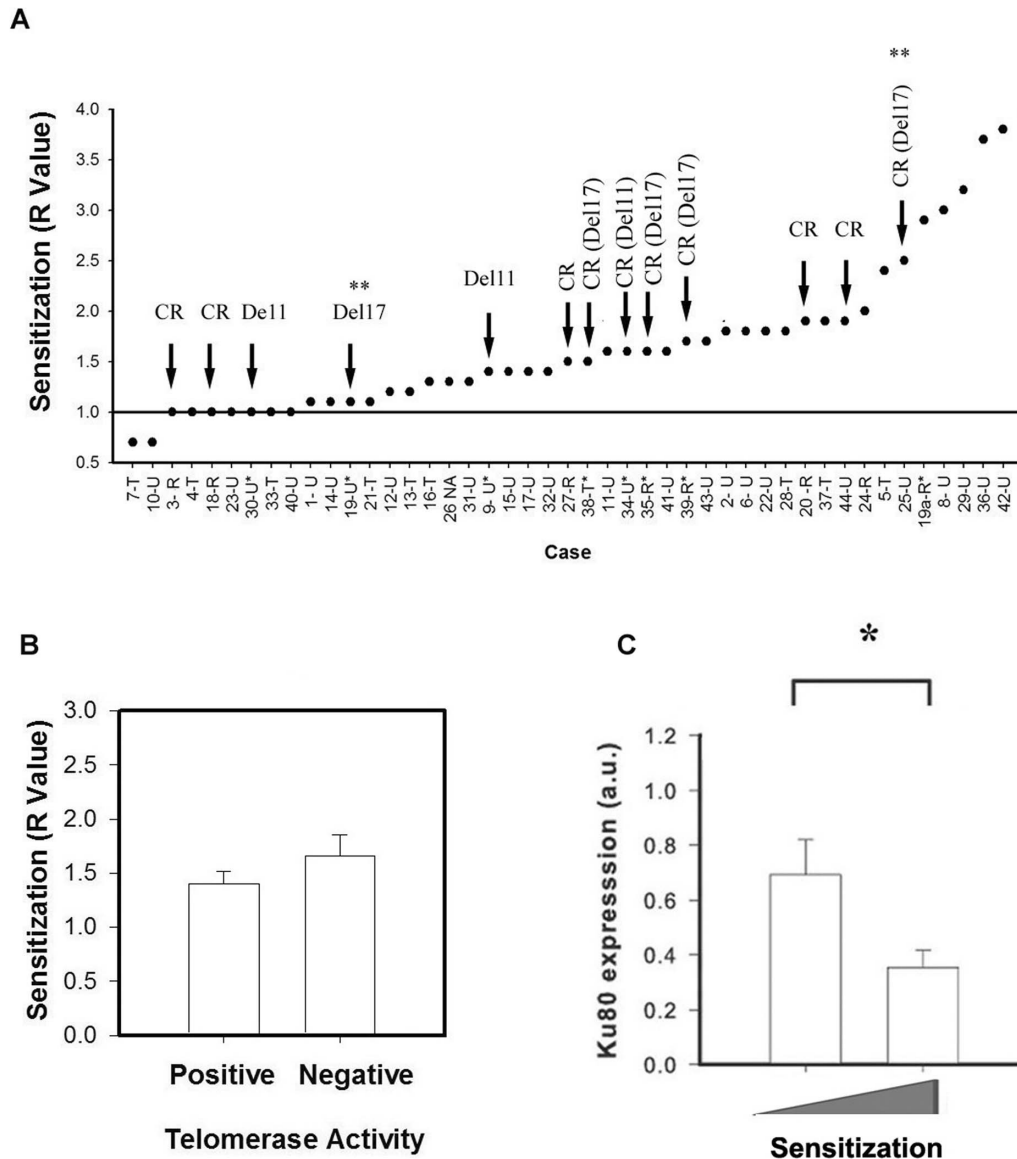 A
**
Sensitization (R Value)
4.0
3.5
3.0
2.5
2.0
1.5
1.0
0.5
CR
CR
De11
**
Del17
Del11
CR
CR (Del17)
CR (Del11)
CR (Del17)
CR (Del17)
CR
CR
CR (Del17)
7-T
10-U
3- R
4-T
18-R
23-U
30-U*
33-T
40-U
1- U
14-U
19-U*
21-T
12-U
13-T
16-T
26 NA
31-U
9- U*
15-U
17-U
32-U
27-R
38-T*
11-U
34-U*
35-R*
41-U
39-R*
43-U
2- U
6- U
22-U
28-T
20 -R
37-T
44-U
24-R
5-T
25-U
19a-R*
8- U
29-U
36-U
42-U
Case
B
Sensitization (R Value)
3.0
2.5
2.0
1.5
1.0
0.5
0.0
Positive Negative
Telomerase Activity
C
*
Ku80 expresssion (a.u.)
1.2
1.0
0.8
0.6
0.4
0.2
0.0
Sensitization